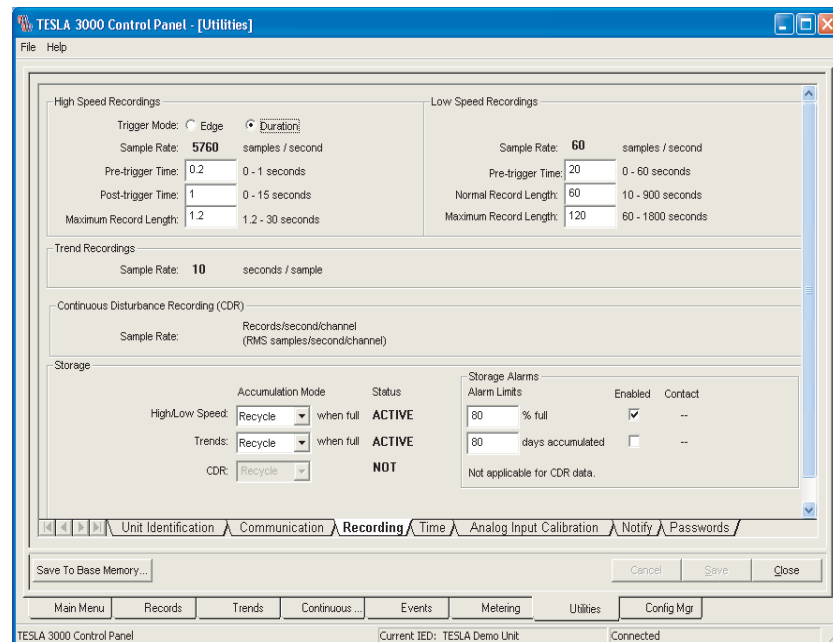 TESLA 3000 Control Panel - [Utilities]
File Help
High Speed Recordings
Trigger Mode: Edge Duration
Sample Rate: 5760 samples / second
Pre-trigger Time: 0.2 0 - 1 seconds
Post-trigger Time: 1 0 - 15 seconds
Maximum Record Length: 1.2 1.2 - 30 seconds
Low Speed Recordings
Sample Rate: 60 samples / second
Pre-trigger Time: 20 0 - 60 seconds
Normal Record Length: 60 10 - 900 seconds
Maximum Record Length: 120 60 - 1800 seconds
Trend Recordings
Sample Rate: 10 seconds / sample
Continuous Disturbance Recording (CDR)
Sample Rate: Records/second/channel
(RMS samples/second/channel)
Storage
Accumulation Mode Status
High/Low Speed: Recycle when full ACTIVE
Trends: Recycle when full ACTIVE
CDR: Recycle NOT
Storage Alarms
Alarm Limits Enabled Contact
80 % full --
80 days accumulated --
Not applicable for CDR data.
Unit Identification Communication Recording Time Analog Input Calibration Notify Passwords
Save To Base Memory... Cancel Save Close
Main Menu Records Trends Continuous ... Events Metering Utilities Config Mgr
TESLA 3000 Control Panel Current IED: TESLA Demo Unit Connected